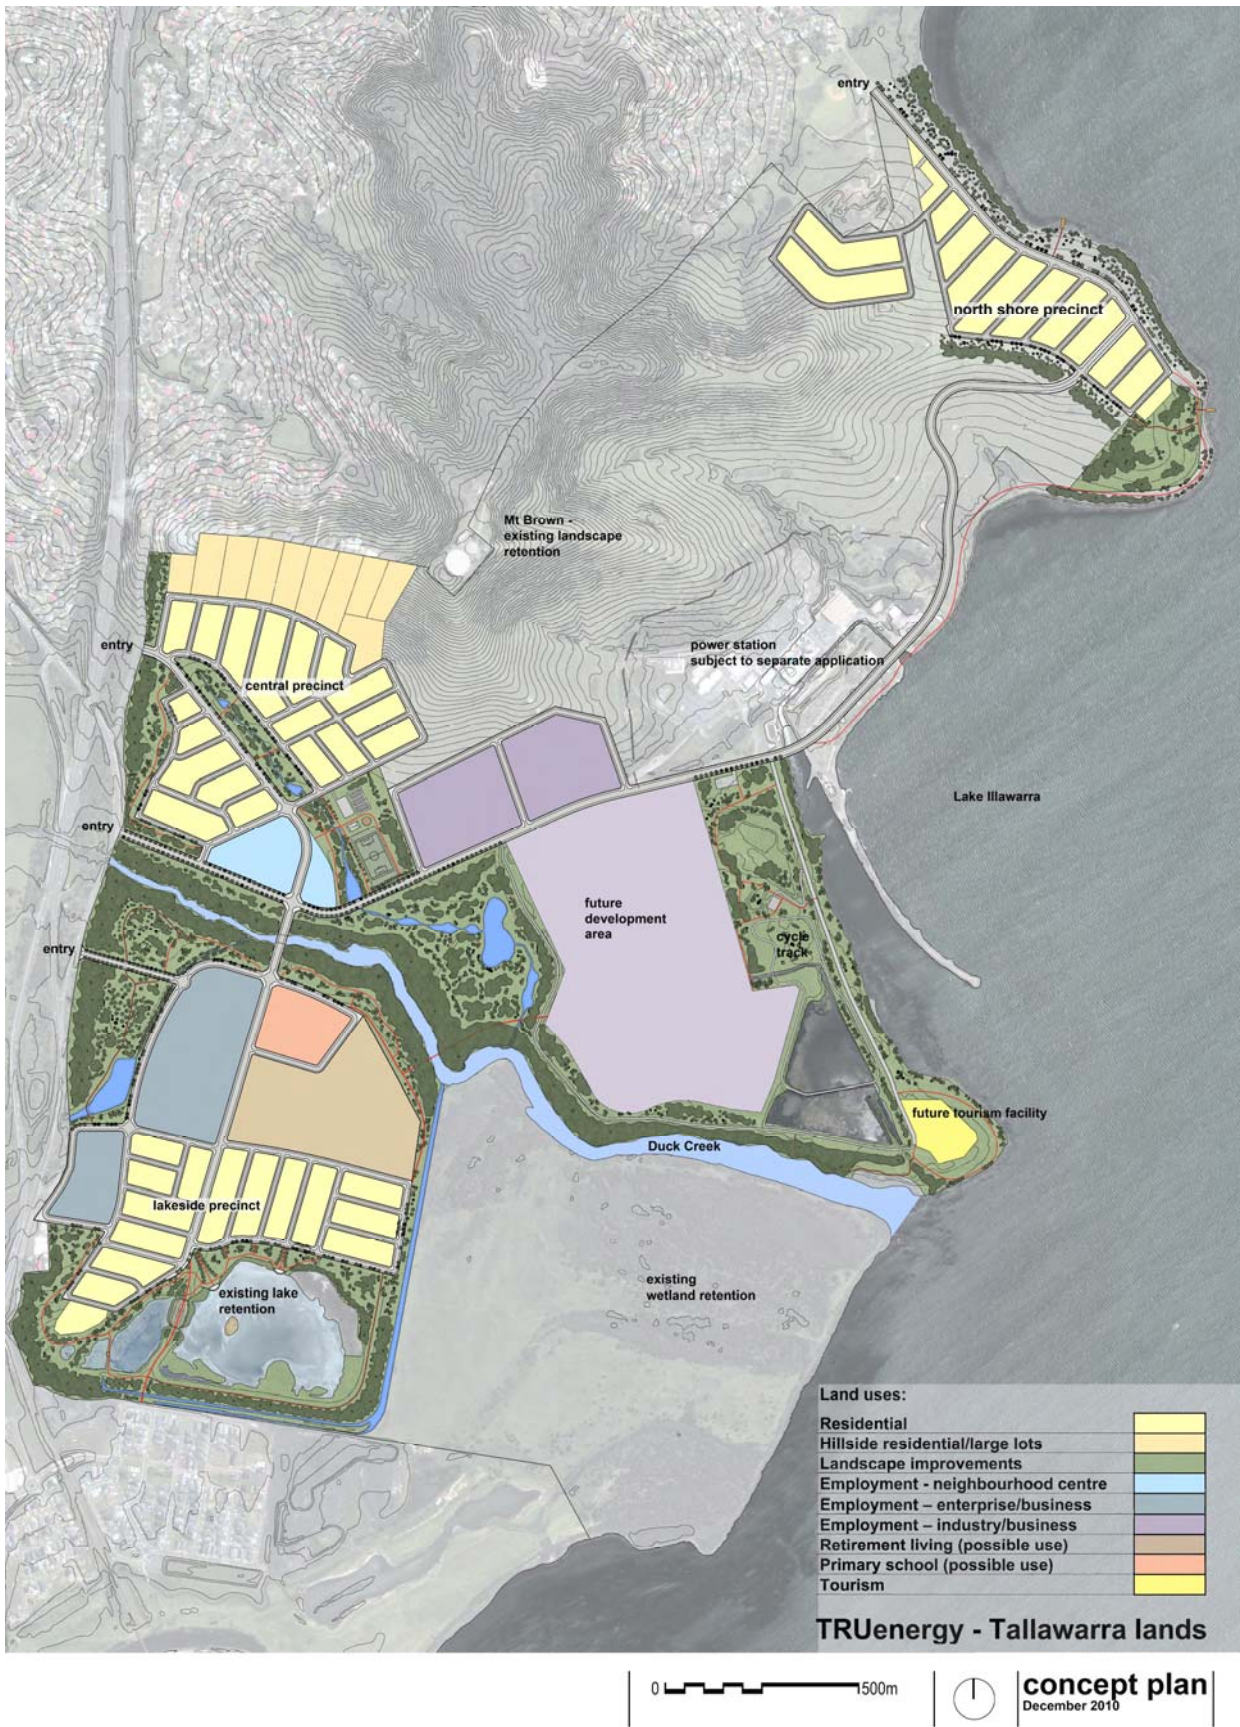 entry
north shore precinct
Mt Brown -
existing landscape
retention
entry
power station
subject to separate application
central precinct
Lake Illawarra
entry
future
development
area
cycle
track
entry
future tourism facility
Duck Creek
lakeside precinct
existing
wetland retention
existing lake
retention
Land uses:
Residential
Hillside residential/large lots
Landscape improvements
Employment - neighbourhood centre
Employment – enterprise/business
Employment – industry/business
Retirement living (possible use)
Primary school (possible use)
Tourism
TRUenergy - Tallawarra lands
0 500m
concept plan
December 2010